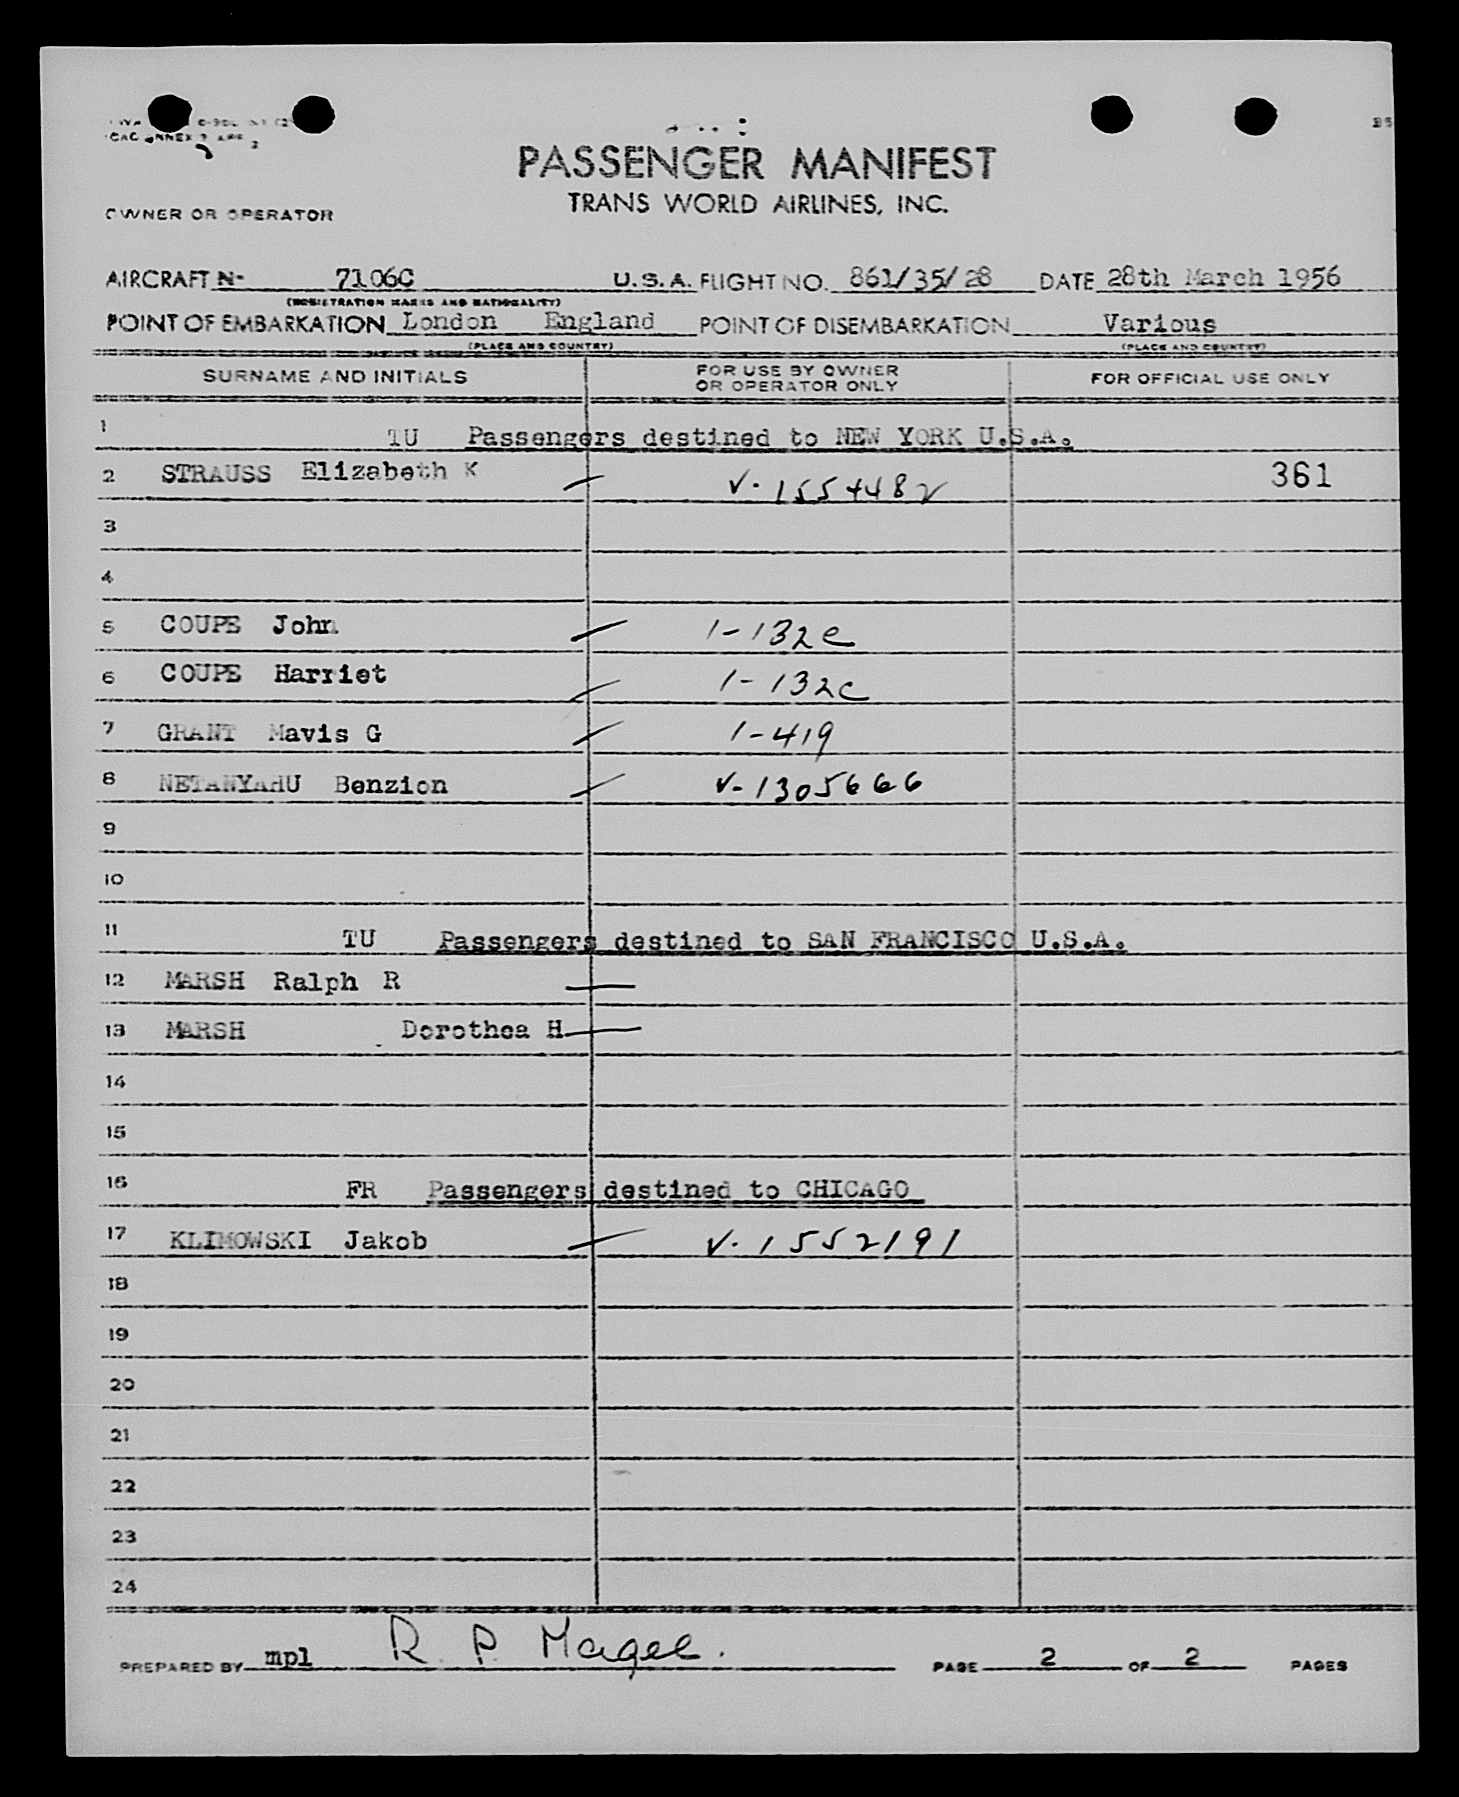 PASSENGER MANIFEST
TRANS WORLD AIRLINES, INC.
OWNER OR OPERATOR
AIRCRAFT N- 7106C U.S.A. FLIGHT NO. 861/35/28 DATE 28th March 1956
(REGISTRATION MARKS AND NATIONALITY)
POINT OF EMBARKATION London England POINT OF DISEMBARKATION Various
(PLACE AND COUNTRY) (PLACE AND COUNTRY)
SURNAME AND INITIALS FOR USE BY OWNER OR OPERATOR ONLY FOR OFFICIAL USE ONLY
1 TU Passengers destined to NEW YORK U.S.A.
2 STRAUSS Elizabeth K V-1554482 361
3
4
5 COUPE John 1-132c
6 COUPE Harriet 1-132c
7 GRANT Mavis G 1-419
8 NETANYAHU Benzion V-1305666
9
10
11 TU Passengers destined to SAN FRANCISCO U.S.A.
12 MARSH Ralph R
13 MARSH Dorothea H
14
15
16 FR Passengers destined to CHICAGO
17 KLIMOWSKI Jakob V-1552191
18
19
20
21
22
23
24
PREPARED BY mpl R. P. Magee. PAGE 2 OF 2 PAGES